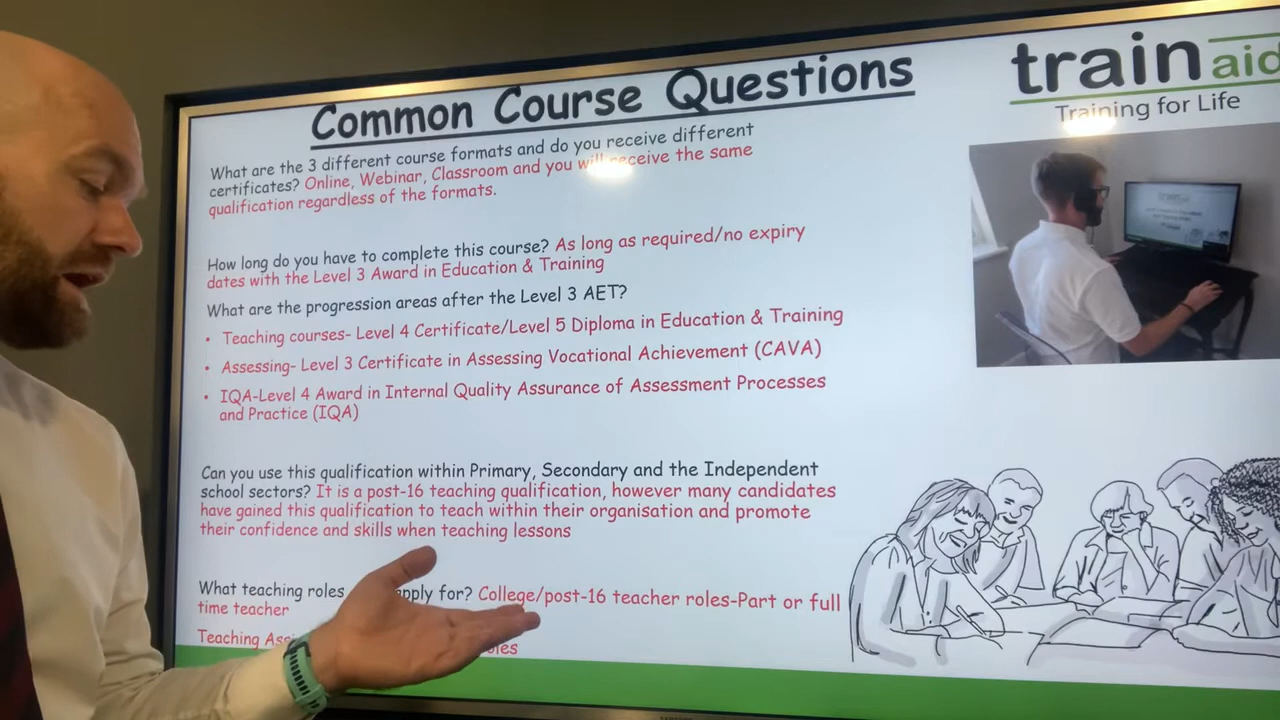 Common Course Questions
train aid
Training for Life
What are the 3 different course formats and do you receive different
certificates? Online, Webinar, Classroom and you will receive the same
qualification regardless of the formats.
How long do you have to complete this course? As long as required/no expiry
dates with the Level 3 Award in Education & Training
What are the progression areas after the Level 3 AET?
• Teaching courses- Level 4 Certificate/Level 5 Diploma in Education & Training
• Assessing- Level 3 Certificate in Assessing Vocational Achievement (CAVA)
• IQA-Level 4 Award in Internal Quality Assurance of Assessment Processes
and Practice (IQA)
Can you use this qualification within Primary, Secondary and the Independent
school sectors? It is a post-16 teaching qualification, however many candidates
have gained this qualification to teach within their organisation and promote
their confidence and skills when teaching lessons
What teaching roles apply for? College/post-16 teacher roles-Part or full
time teacher
Teaching